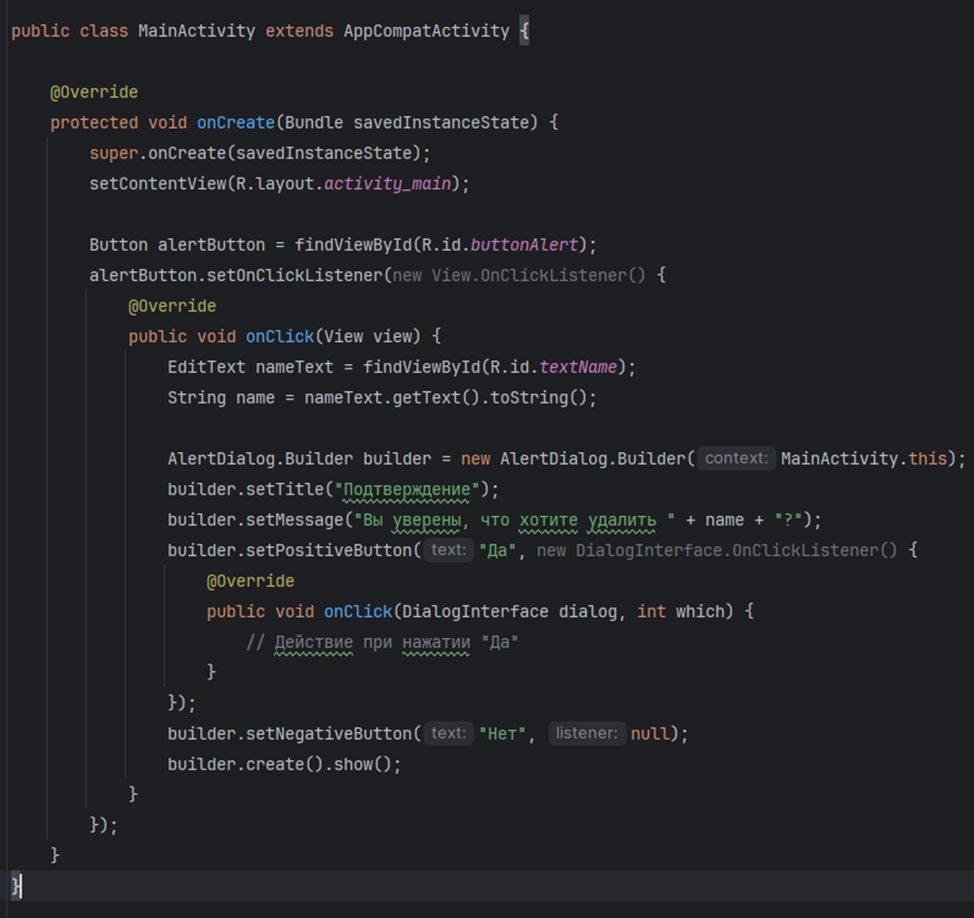 public class MainActivity extends AppCompatActivity {
@Override
protected void onCreate(Bundle savedInstanceState) {
super.onCreate(savedInstanceState);
setContentView(R.layout.activity_main);
Button alertButton = findViewById(R.id.buttonAlert);
alertButton.setOnClickListener(new View.OnClickListener() {
@Override
public void onClick(View view) {
EditText nameText = findViewById(R.id.textName);
String name = nameText.getText().toString();
AlertDialog.Builder builder = new AlertDialog.Builder( context: MainActivity.this);
builder.setTitle("Подтверждение");
builder.setMessage("Вы уверены, что хотите удалить " + name + "?");
builder.setPositiveButton( text: "Да", new DialogInterface.OnClickListener() {
@Override
public void onClick(DialogInterface dialog, int which) {
// Действие при нажатии "Да"
}
});
builder.setNegativeButton( text: "Нет", listener: null);
builder.create().show();
}
});
}
}